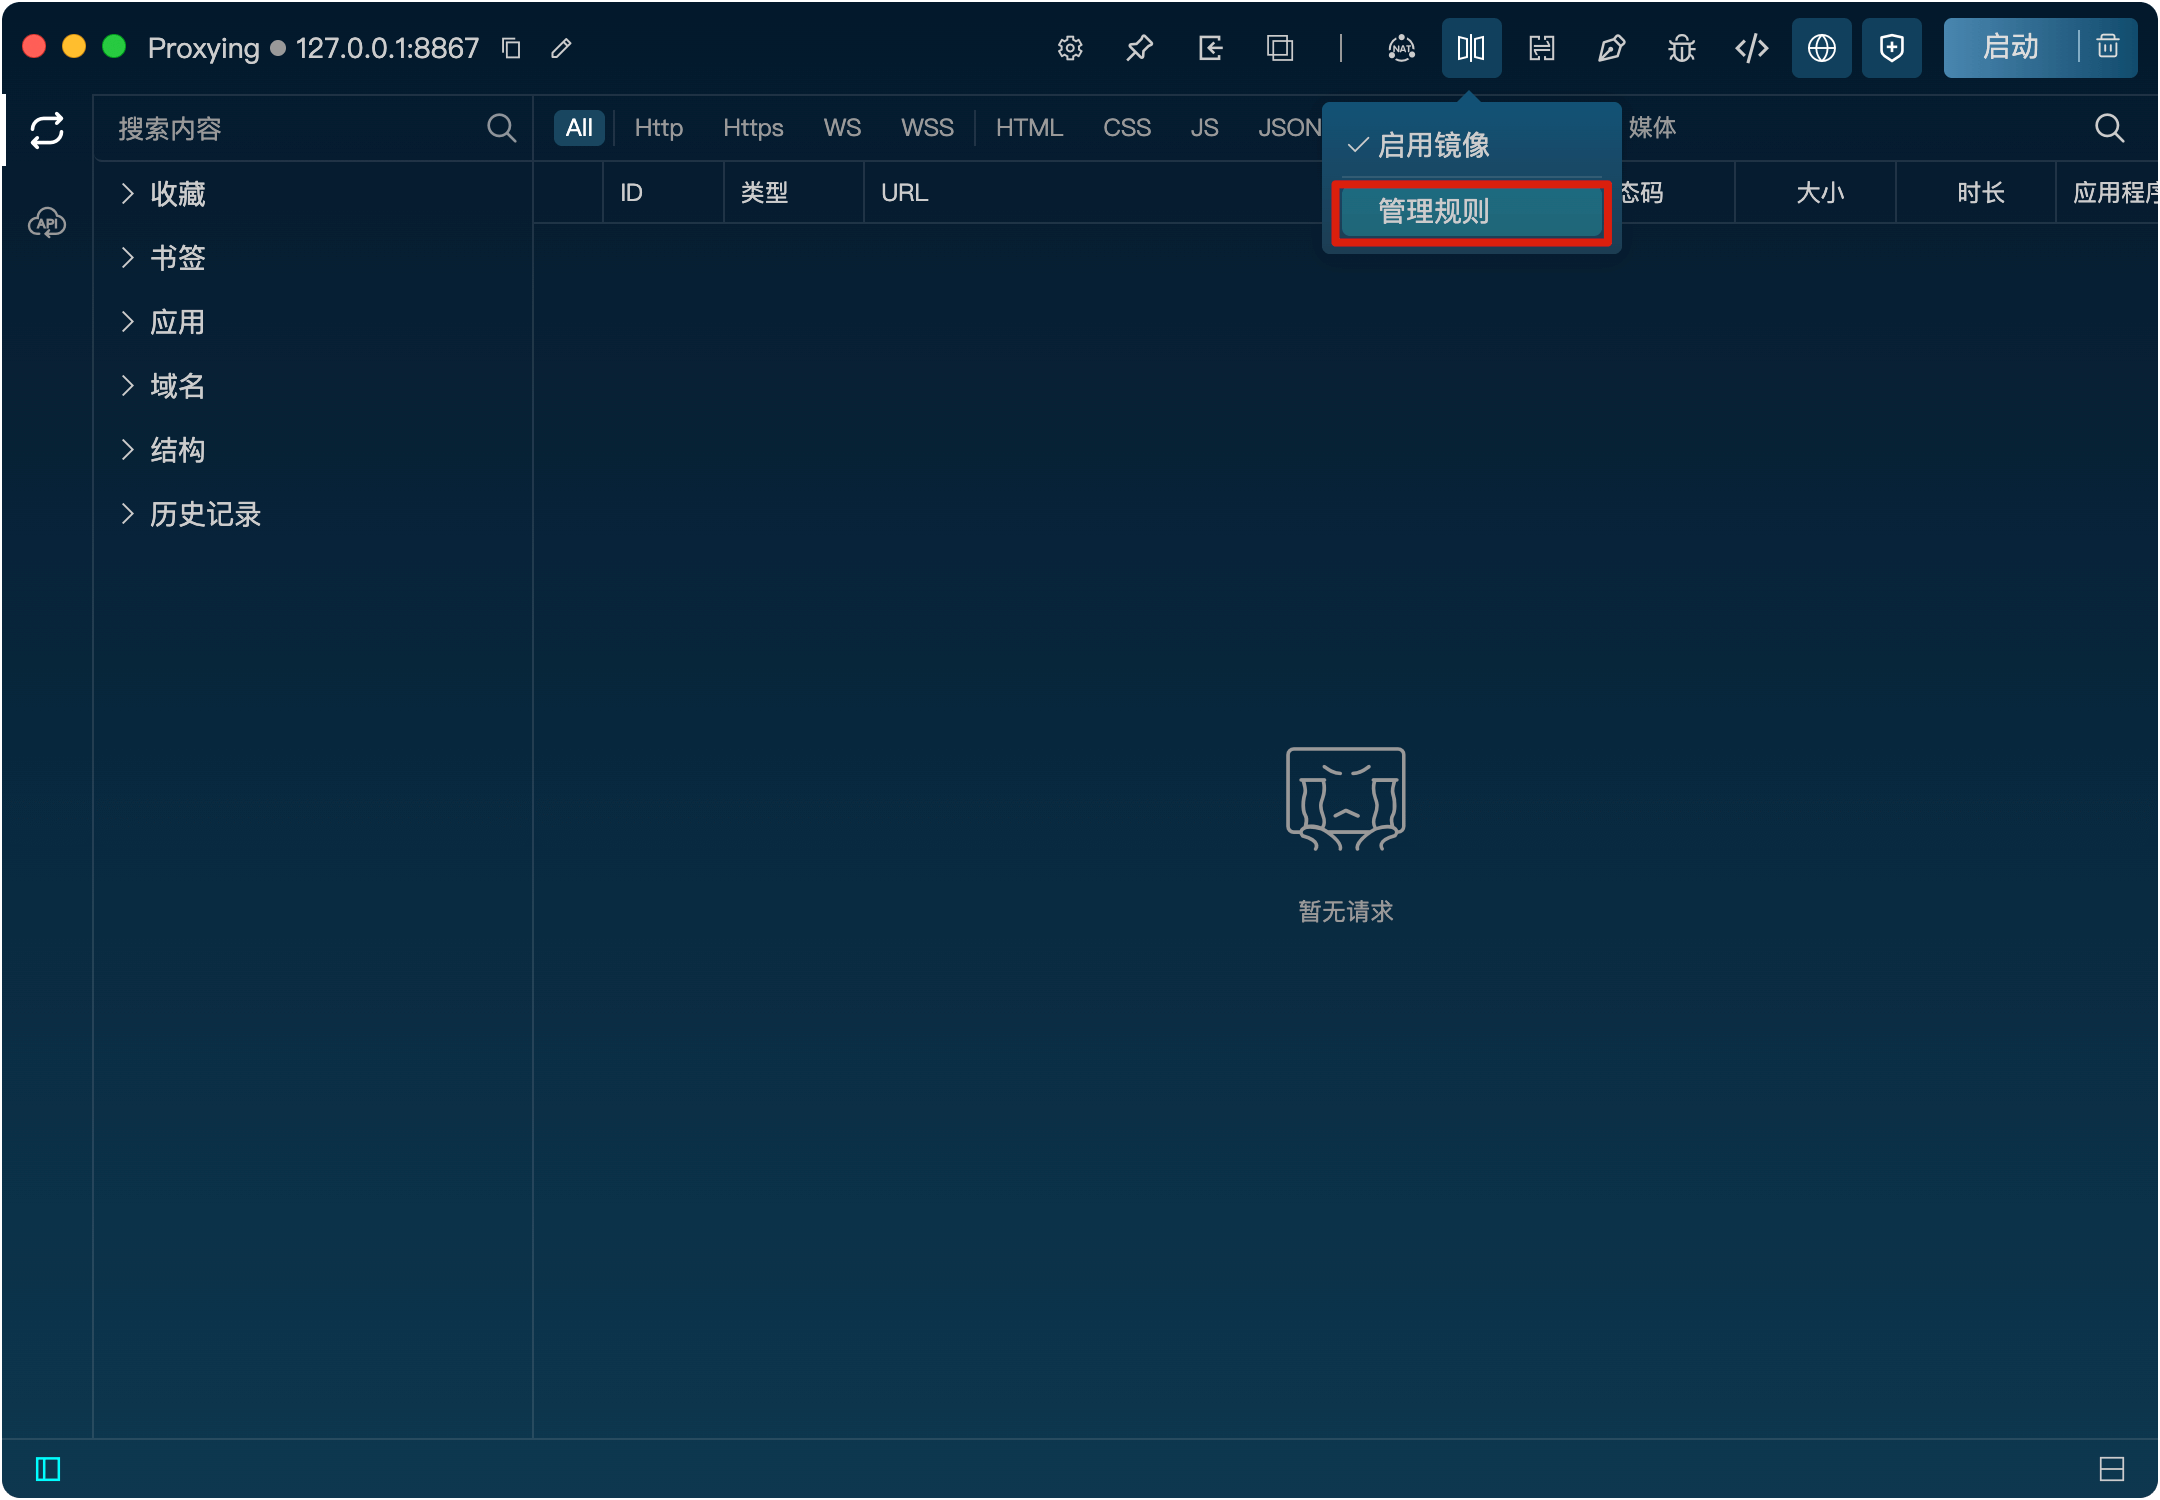 Proxying 127.0.0.1:8867
NAT
启动
搜索内容
All Http Https WS WSS HTML CSS JS JSON 媒体
启用镜像
管理规则
ID 类型 URL 态码 大小 时长 应用程序
API
收藏
书签
应用
域名
结构
历史记录
暂无请求